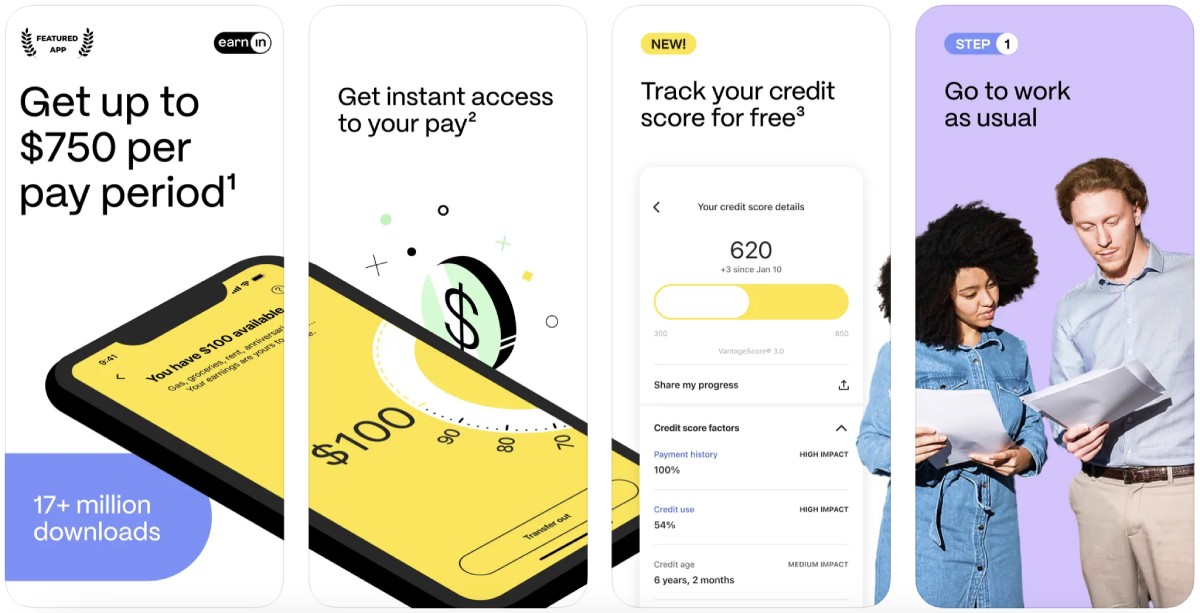 FEATURED
APP
earnin
Get up to
$750 per
pay period¹
9:41
You have $100 available
Gas, groceries, rent,
Your earnings are yours to
$100
90
80
70
Transfer out
17+ million
downloads
Get instant access
to your pay²
$
NEW!
Track your credit
score for free³
Your credit score details
620
+3 since Jan 10
300
850
VantageScore® 3.0
Share my progress
Credit score factors
Payment history
HIGH IMPACT
100%
Credit use
HIGH IMPACT
54%
Credit age
MEDIUM IMPACT
6 years, 2 months
STEP 1
Go to work
as usual